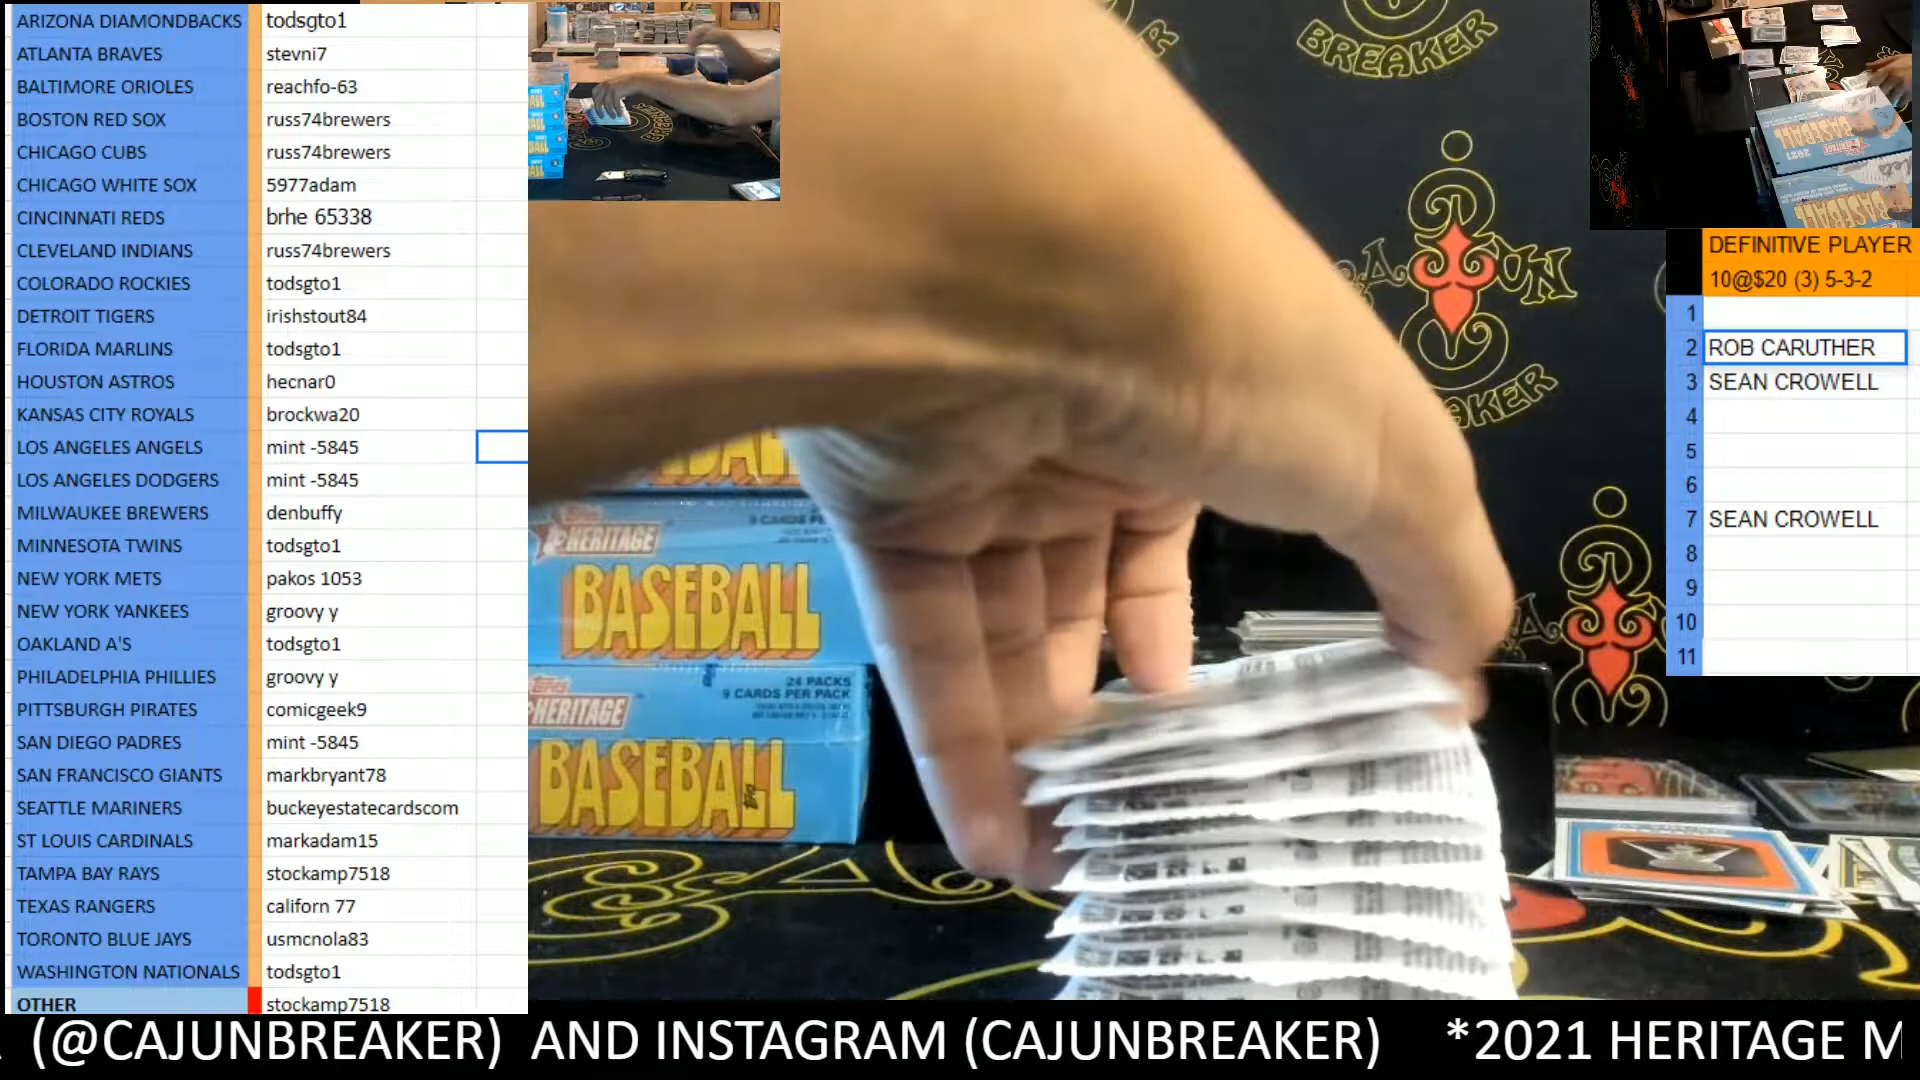 ARIZONA DIAMONDBACKS todsgto1
ATLANTA BRAVES stevni7
BALTIMORE ORIOLES reachfo-63
BOSTON RED SOX russ74brewers
CHICAGO CUBS russ74brewers
CHICAGO WHITE SOX 5977adam
CINCINNATI REDS brhe 65338
CLEVELAND INDIANS russ74brewers
COLORADO ROCKIES todsgto1
DETROIT TIGERS irishstout84
FLORIDA MARLINS todsgto1
HOUSTON ASTROS hecnar0
KANSAS CITY ROYALS brockwa20
LOS ANGELES ANGELS mint -5845
LOS ANGELES DODGERS mint -5845
MILWAUKEE BREWERS denbuffy
MINNESOTA TWINS todsgto1
NEW YORK METS pakos 1053
NEW YORK YANKEES groovy y
OAKLAND A'S todsgto1
PHILADELPHIA PHILLIES groovy y
PITTSBURGH PIRATES comicgeek9
SAN DIEGO PADRES mint -5845
SAN FRANCISCO GIANTS markbryant78
SEATTLE MARINERS buckeyestatecardscom
ST LOUIS CARDINALS markadam15
TAMPA BAY RAYS stockamp7518
TEXAS RANGERS californ 77
TORONTO BLUE JAYS usmcnola83
WASHINGTON NATIONALS todsgto1
OTHER stockamp7518
BREAKER
BREAKER
HERITAGE
BASEBALL
24 PACKS
9 CARDS PER PACK
topps
HERITAGE
BASEBALL
2021
HERITAGE
BASEBALL
BASEBALL
DEFINITIVE PLAYER
10@$20 (3) 5-3-2
1
2 ROB CARUTHER
3 SEAN CROWELL
4
5
6
7 SEAN CROWELL
8
9
10
11
(@CAJUNBREAKER) AND INSTAGRAM (CAJUNBREAKER) *2021 HERITAGE M